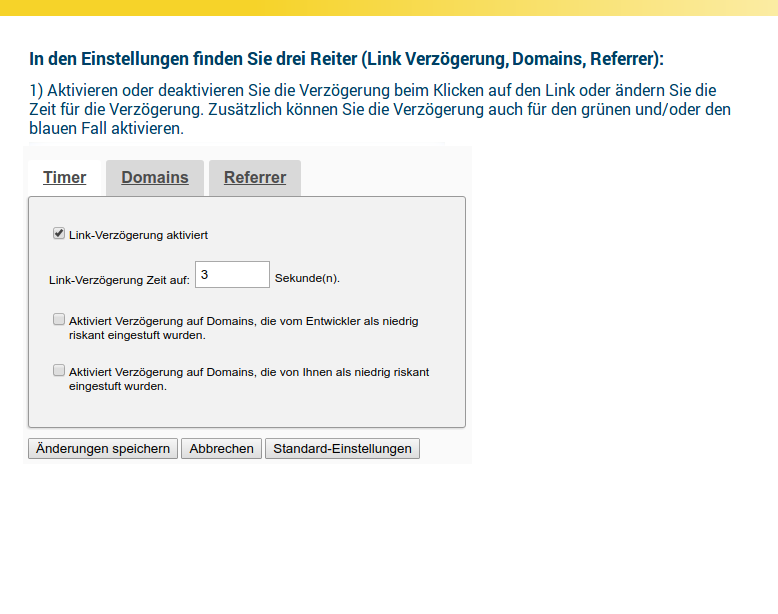 In den Einstellungen finden Sie drei Reiter (Link Verzögerung, Domains, Referrer):
1) Aktivieren oder deaktivieren Sie die Verzögerung beim Klicken auf den Link oder ändern Sie die
Zeit für die Verzögerung. Zusätzlich können Sie die Verzögerung auch für den grünen und/oder den
blauen Fall aktivieren.
Timer Domains Referrer
Link-Verzögerung aktiviert
Link-Verzögerung Zeit auf: 3 Sekunde(n).
Aktiviert Verzögerung auf Domains, die vom Entwickler als niedrig
riskant eingestuft wurden.
Aktiviert Verzögerung auf Domains, die von Ihnen als niedrig riskant
eingestuft wurden.
Änderungen speichern Abbrechen Standard-Einstellungen